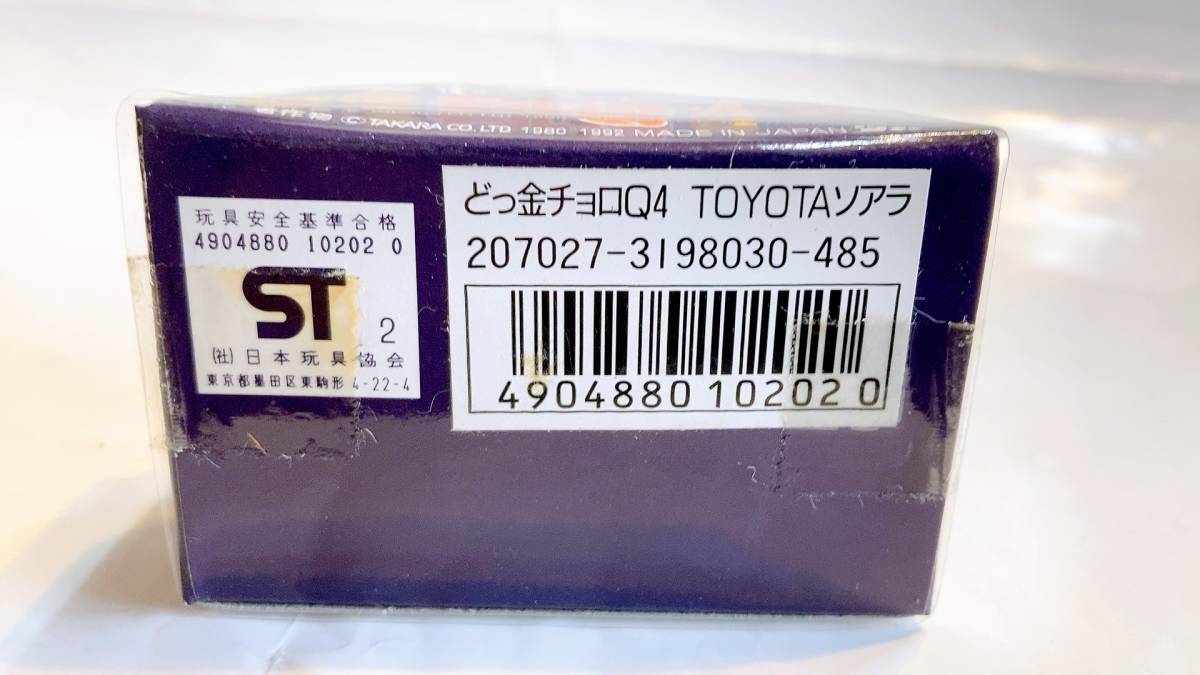 作物 © TAKARA CO.,LTD 1980 1992 MADE IN JAPAN
玩具安全基準合格
4904880 10202 0
ST 2
(社)日本玩具協会
東京都墨田区東駒形4-22-4
どっ金チョロQ4 TOYOTAソアラ
207027-3198030-485
4904880 102020